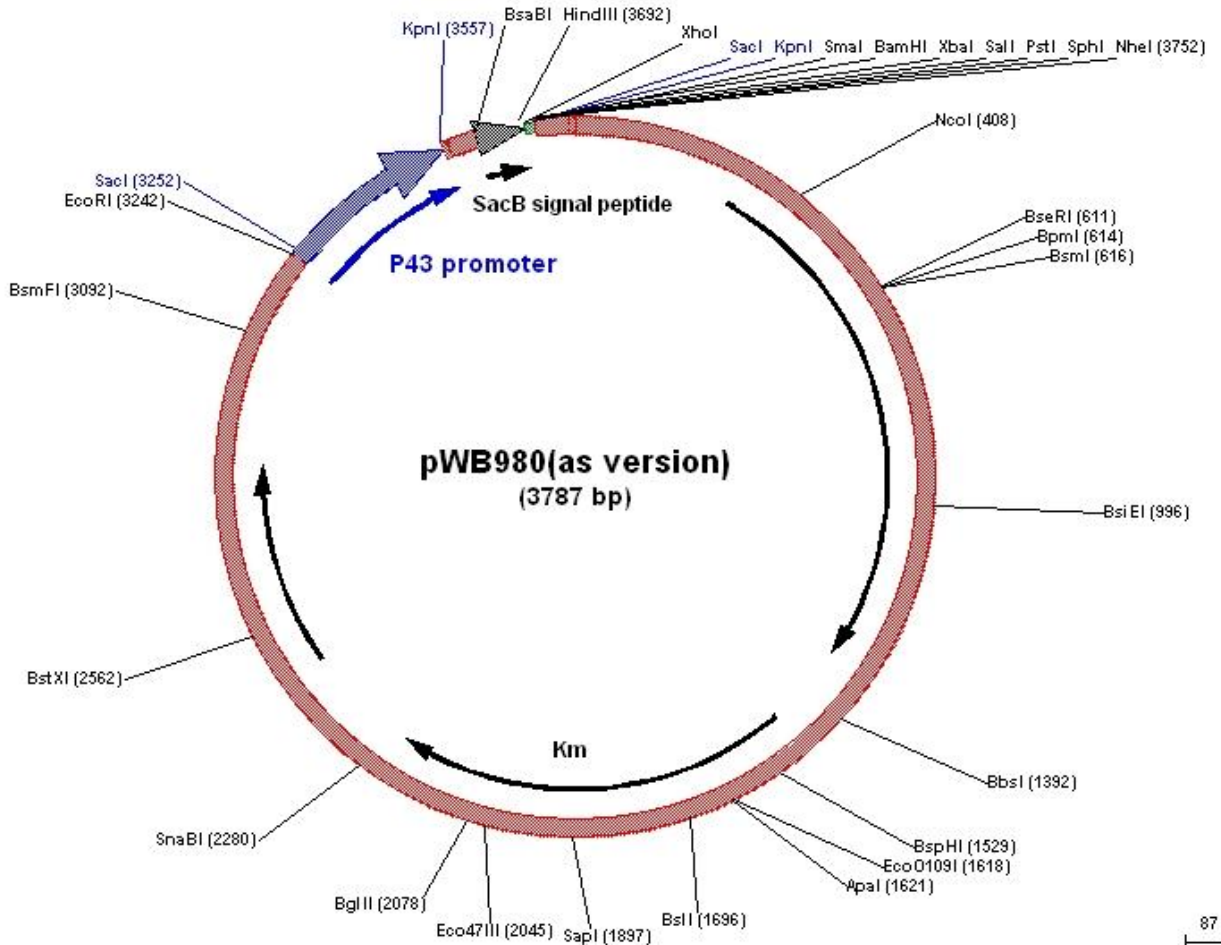 BsaBI HindIII (3692)
KpnI (3557)
XhoI
SacI KpnI SmaI BamHI XbaI SalI PstI SphI NheI (3752)
NcoI (408)
SacI (3252)
EcoRI (3242)
SacB signal peptide
BseRI (611)
BpmI (614)
BsmI (616)
P43 promoter
BsmFI (3092)
pWB980(as version)
(3787 bp)
BsiEI (996)
BstXI (2562)
Km
BbsI (1392)
SnaBI (2280)
BspHI (1529)
EcoO109I (1618)
ApaI (1621)
BglII (2078)
BslI (1696)
Eco47III (2045)
SapI (1897)
87